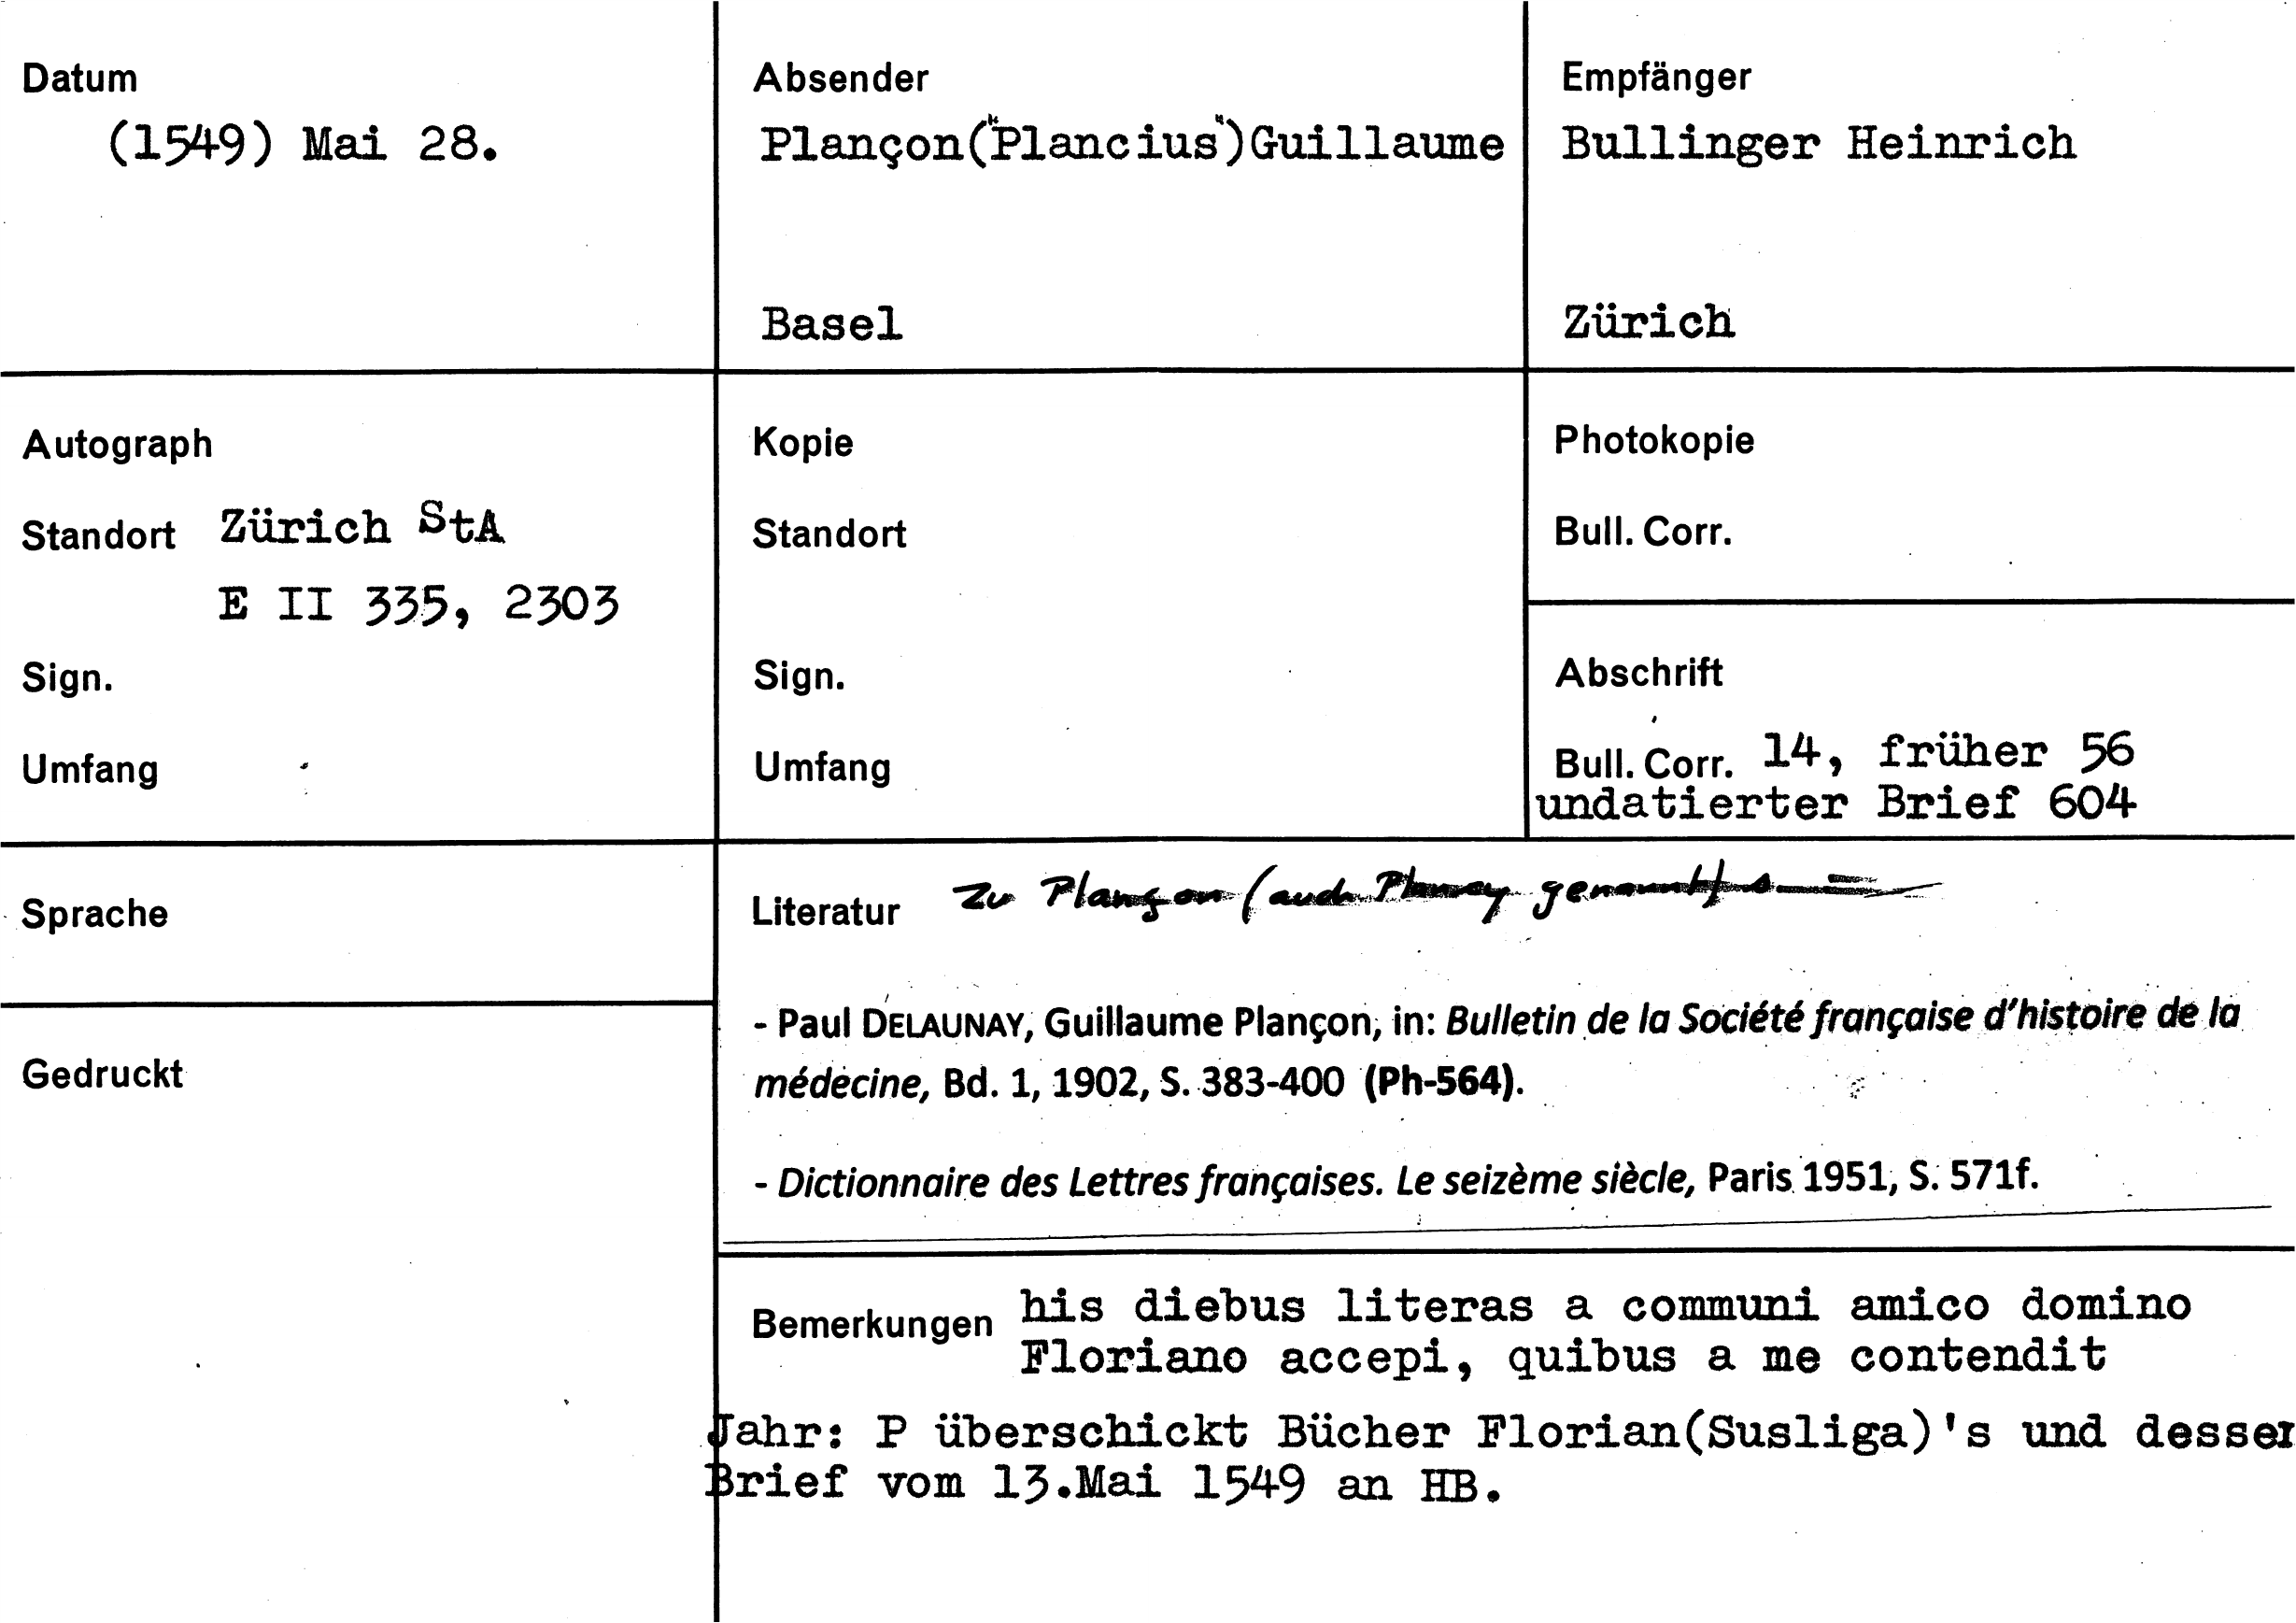 Datum
(1549) Mai 28.
Absender
Plançon("Plancius")Guillaume
Basel
Empfänger
Bullinger Heinrich
Zürich
Autograph
Standort Zürich StA
E II 335, 2303
Sign.
Umfang
Kopie
Standort
Sign.
Umfang
Photokopie
Bull. Corr.
Abschrift
Bull. Corr. 14, früher 56
undatierter Brief 604
Sprache
Gedruckt
Literatur Zu Plançon (auch genannt)
- Paul DELAUNAY, Guillaume Plançon, in: Bulletin de la Société française d'histoire de la
médecine, Bd. 1, 1902, S. 383-400 (Ph-564).
- Dictionnaire des Lettres françaises. Le seizème siècle, Paris 1951, S. 571f.
Bemerkungen his diebus literas a communi amico domino
Floriano accepi, quibus a me contendit
Jahr: P überschickt Bücher Florian(Susliga)'s und dessen
Brief vom 13.Mai 1549 an HB.